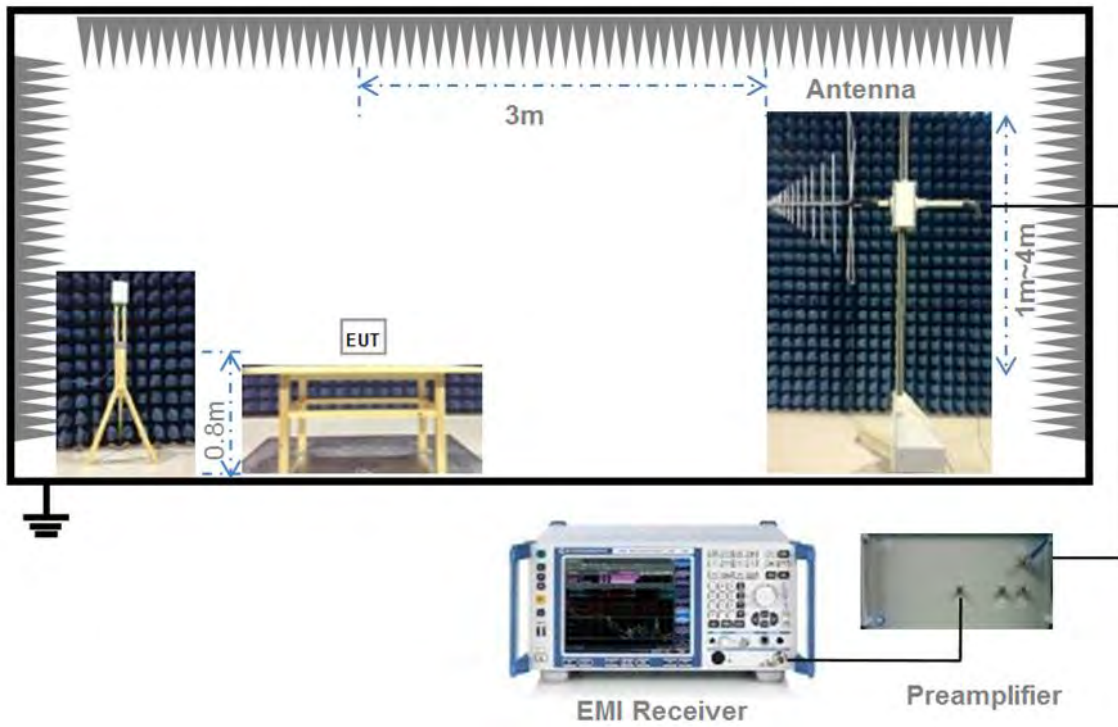 Antenna
3m
1m~4m
EUT
0.8m
EMI Receiver
Preamplifier